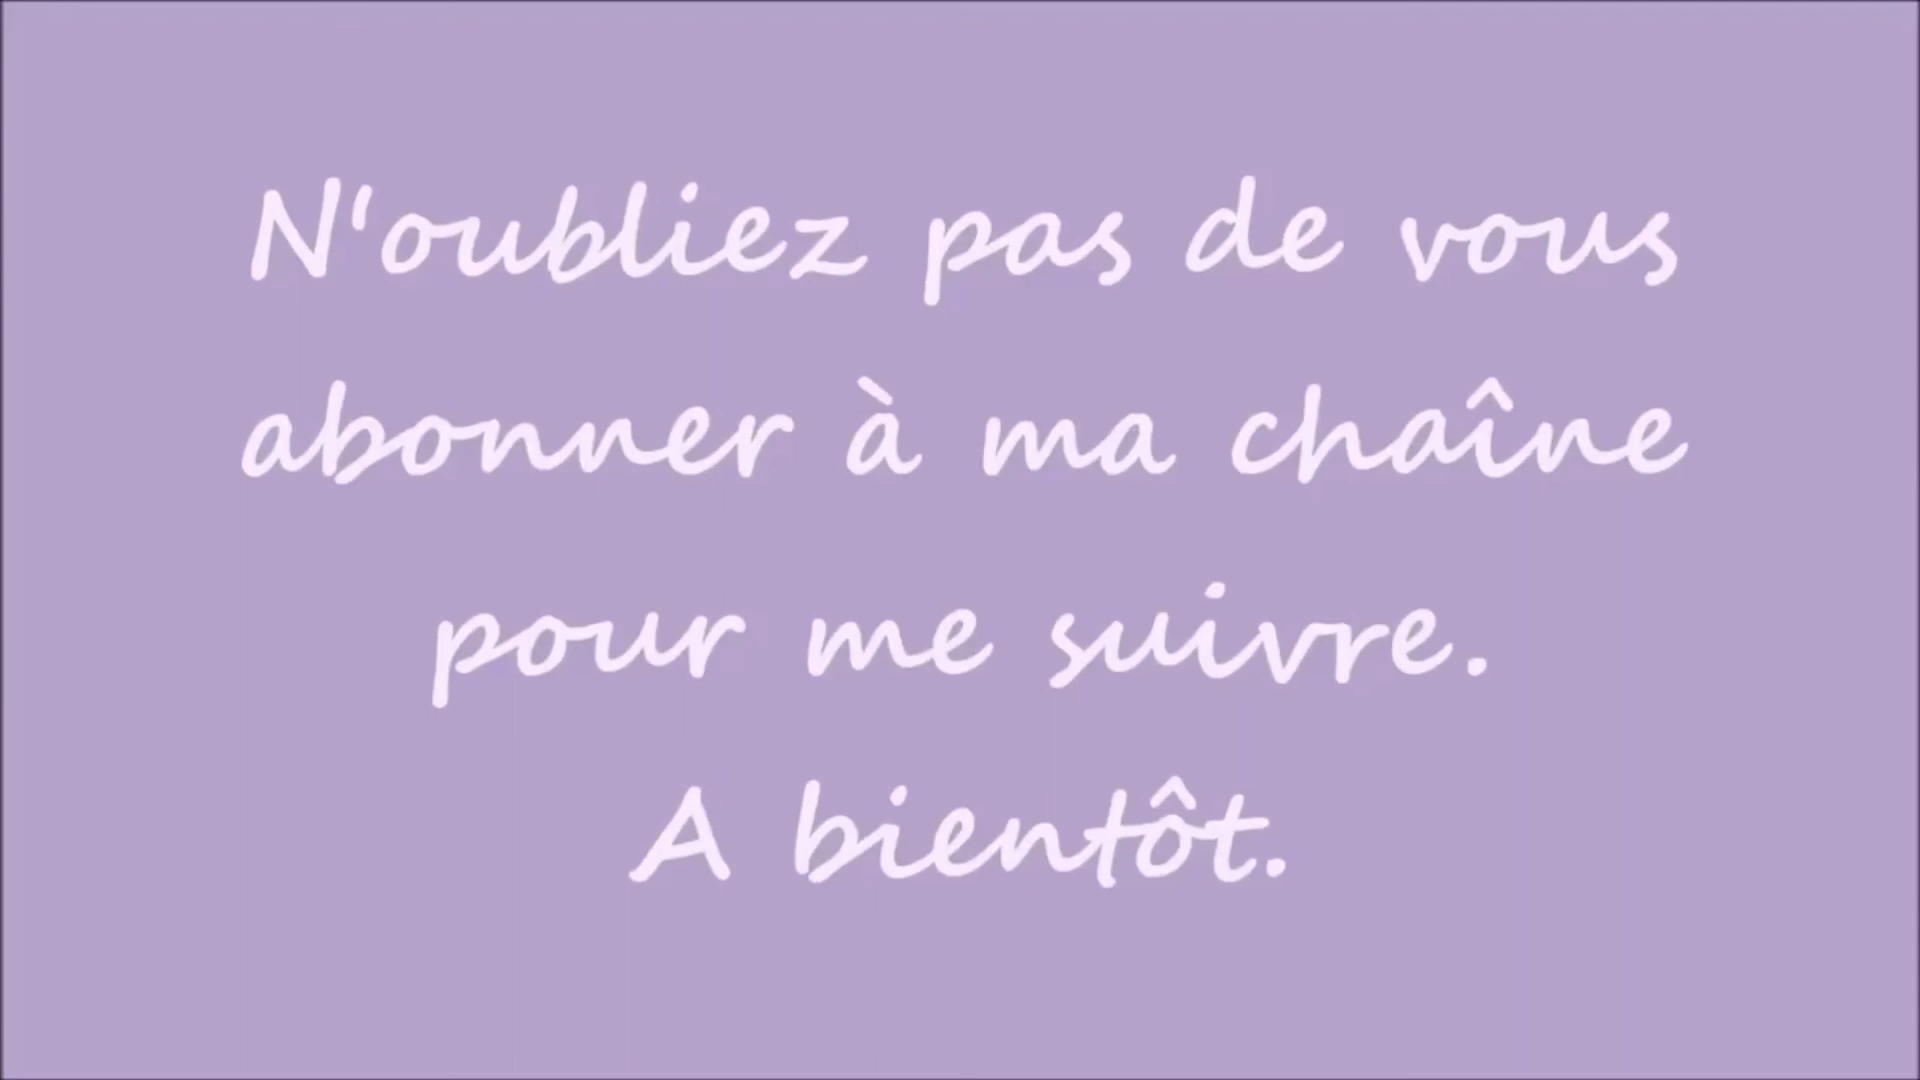 N'oubliez pas de vous
abonner à ma chaîne
pour me suivre.
A bientôt.